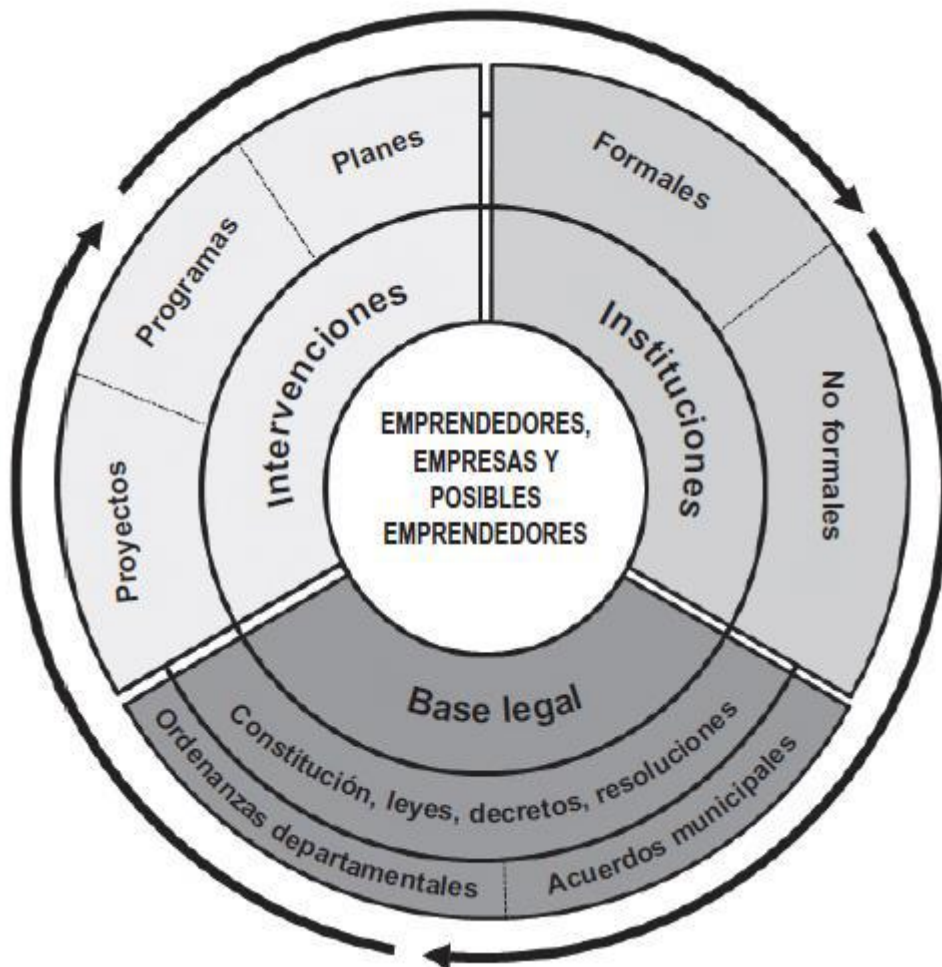 Planes
Programas
Proyectos
Intervenciones
Formales
No formales
Instituciones
EMPRENDEDORES,
EMPRESAS Y
POSIBLES
EMPRENDEDORES
Base legal
Constitución, leyes, decretos, resoluciones
Ordenanzas departamentales
Acuerdos municipales